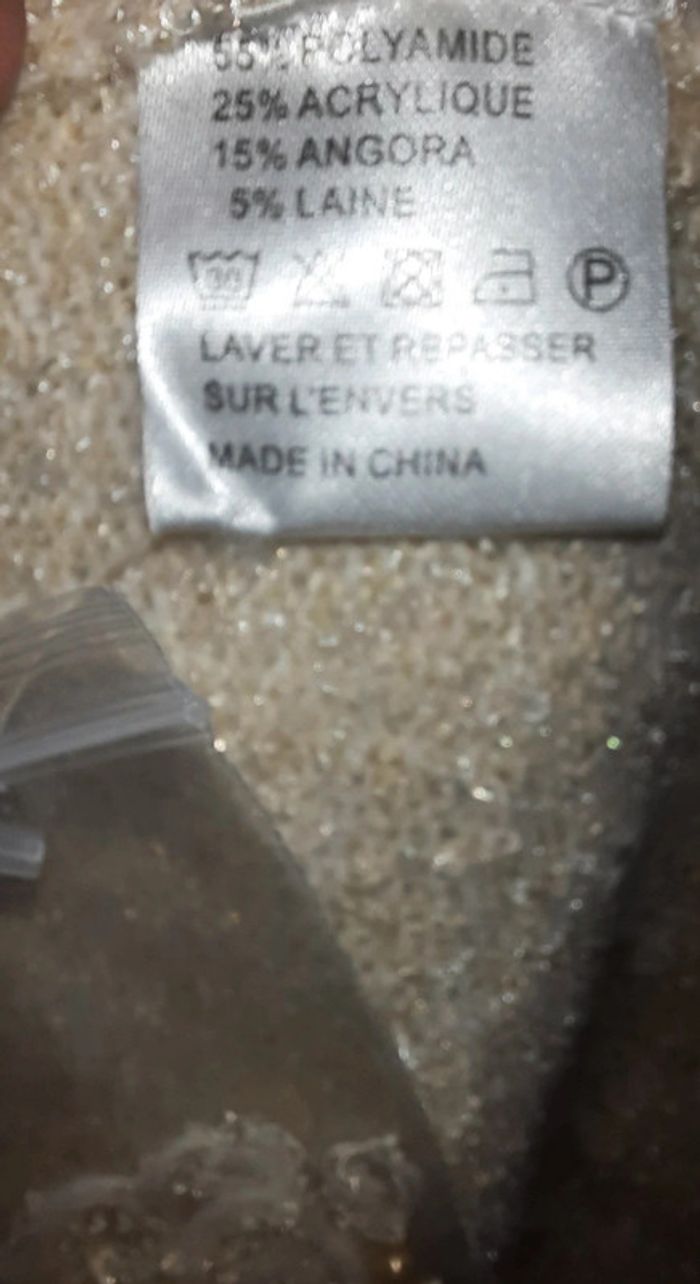 55% POLYAMIDE
25% ACRYLIQUE
15% ANGORA
5% LAINE
30 P
LAVER ET REPASSER
SUR L'ENVERS
MADE IN CHINA